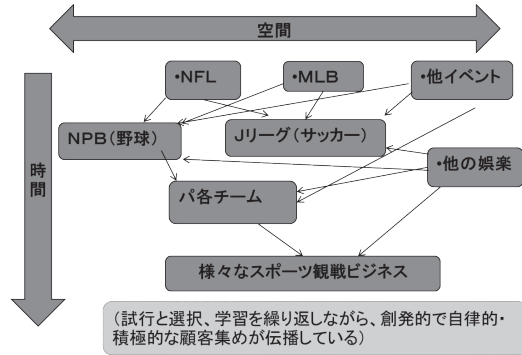 空間
時間
・NFL
・MLB
・他イベント
NPB(野球)
Jリーグ(サッカー)
・他の娯楽
パ各チーム
様々なスポーツ観戦ビジネス
(試行と選択、学習を繰り返しながら、創発的で自律的・
積極的な顧客集めが伝播している)